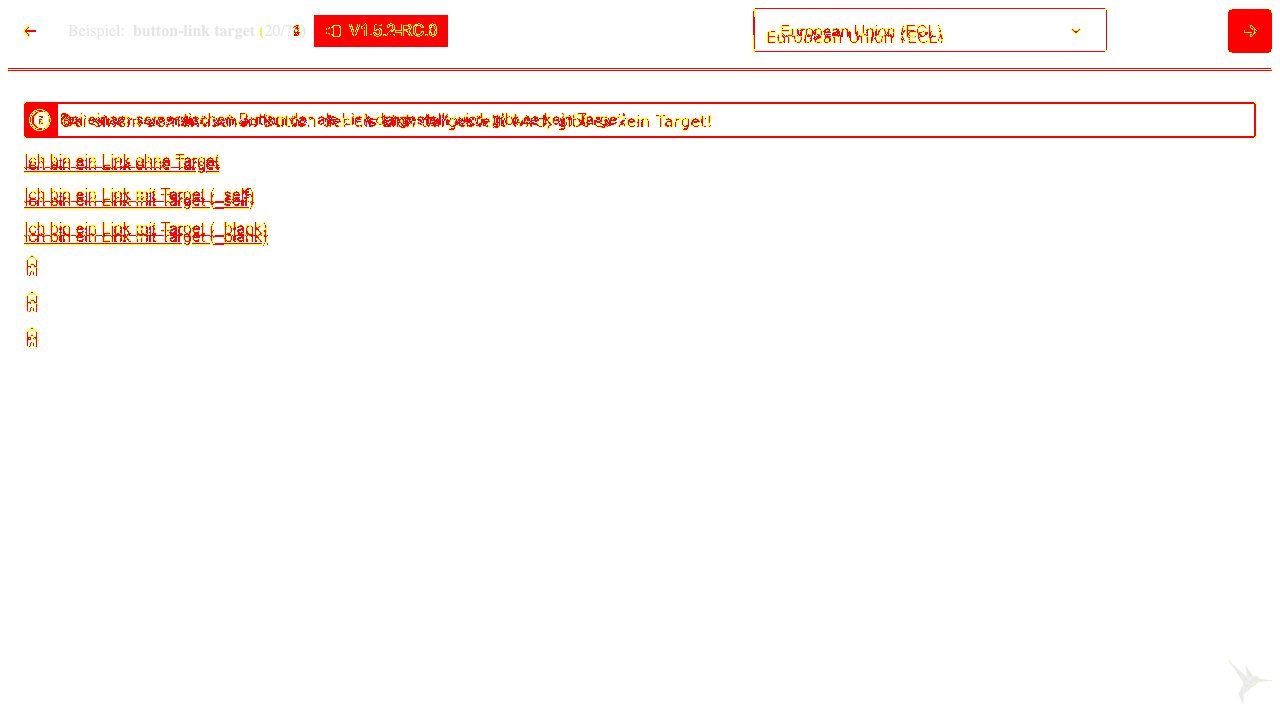 Beispiel: button-link target (20/
V1.5.2-RC.0
European Union (ECL)
Bei einem semantischen Button der als Link dargestellt wird, gibt es kein Target!
Ich bin ein Link ohne Target
Ich bin ein Link mit Target (_self)
Ich bin ein Link mit Target (_blank)